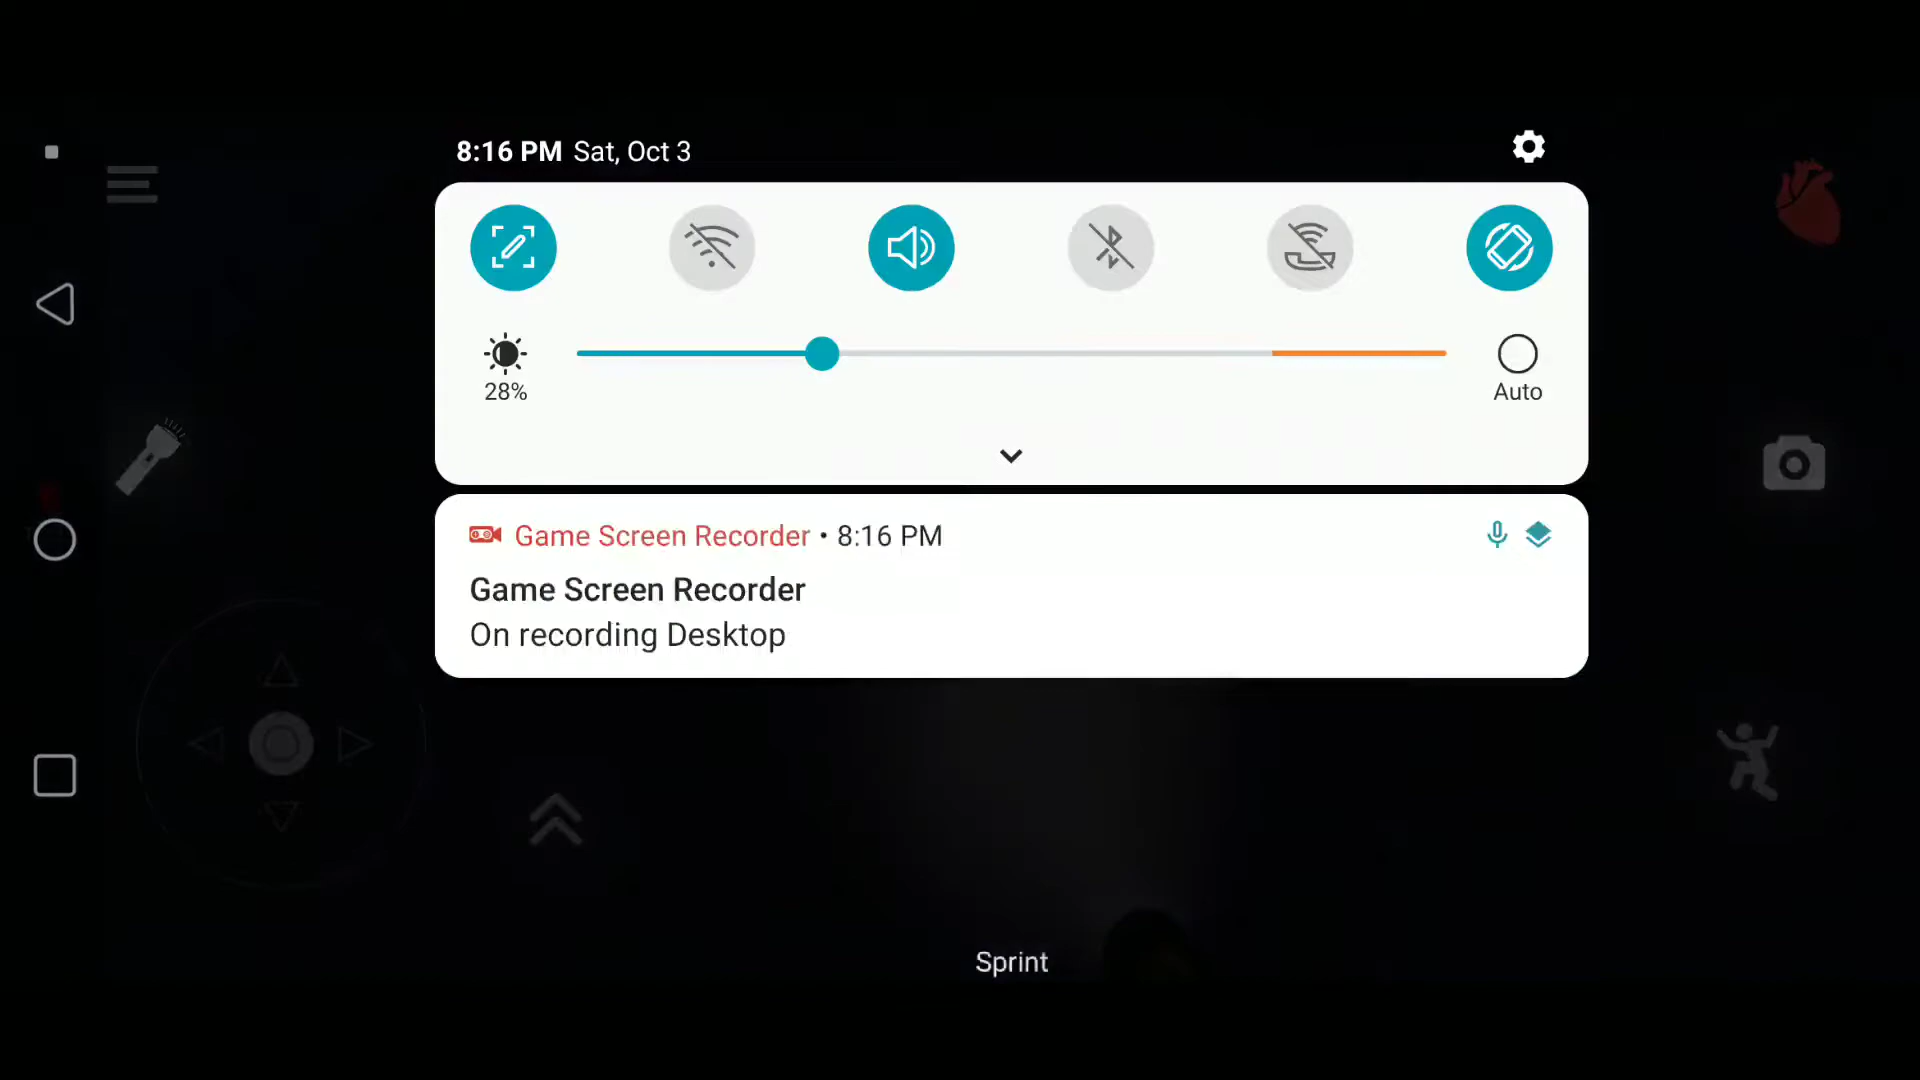 8:16 PM Sat, Oct 3
28%
Auto
Game Screen Recorder • 8:16 PM
Game Screen Recorder
On recording Desktop
Sprint